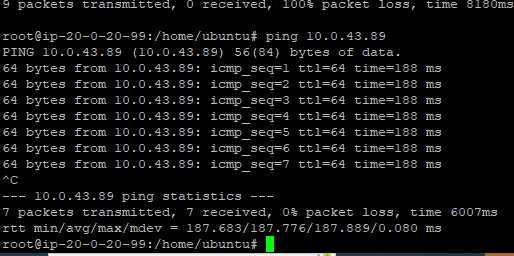 9 packets transmitted, 0 received, 100% packet loss, time 8180ms
root@ip-20-0-20-99:/home/ubuntu# ping 10.0.43.89
PING 10.0.43.89 (10.0.43.89) 56(84) bytes of data.
64 bytes from 10.0.43.89: icmp_seq=1 ttl=64 time=188 ms
64 bytes from 10.0.43.89: icmp_seq=2 ttl=64 time=188 ms
64 bytes from 10.0.43.89: icmp_seq=3 ttl=64 time=188 ms
64 bytes from 10.0.43.89: icmp_seq=4 ttl=64 time=188 ms
64 bytes from 10.0.43.89: icmp_seq=5 ttl=64 time=188 ms
64 bytes from 10.0.43.89: icmp_seq=6 ttl=64 time=188 ms
64 bytes from 10.0.43.89: icmp_seq=7 ttl=64 time=188 ms
^C
--- 10.0.43.89 ping statistics ---
7 packets transmitted, 7 received, 0% packet loss, time 6007ms
rtt min/avg/max/mdev = 187.683/187.776/187.889/0.080 ms
root@ip-20-0-20-99:/home/ubuntu#